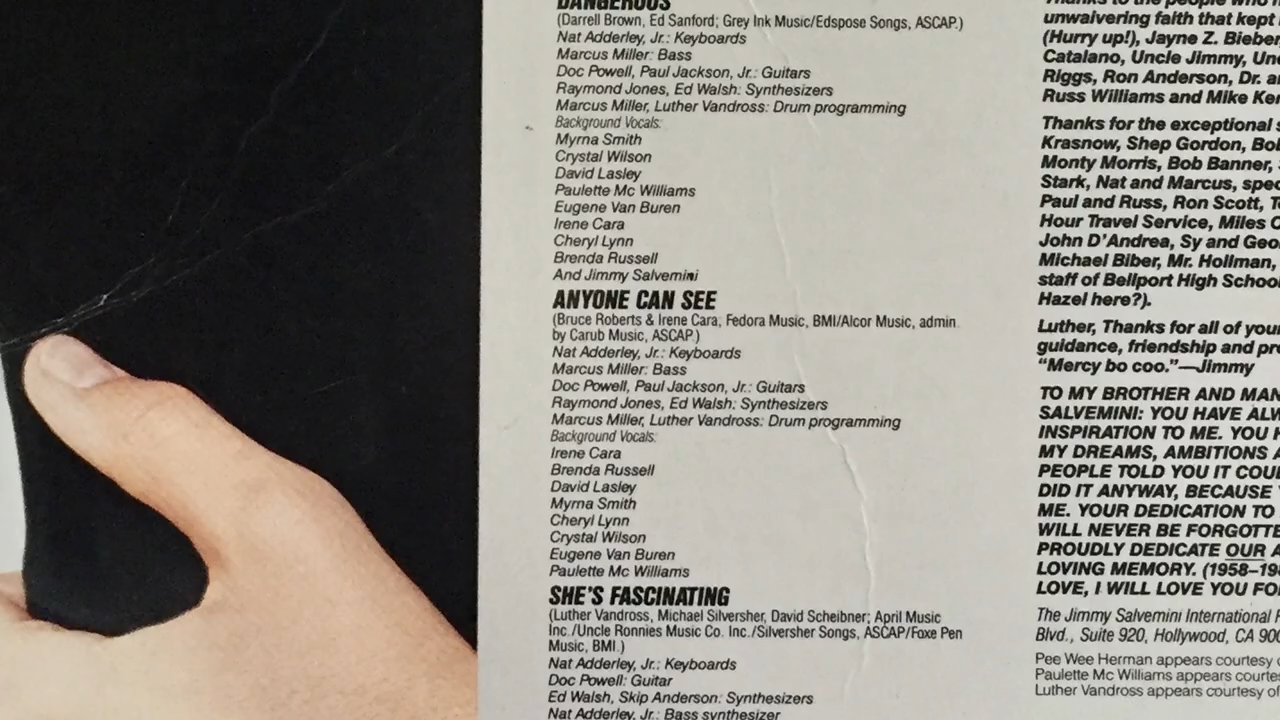 DANGEROUS
(Darrell Brown, Ed Sanford; Grey Ink Music/Edspose Songs, ASCAP.)
Nat Adderley, Jr.: Keyboards
Marcus Miller: Bass
Doc Powell, Paul Jackson, Jr.: Guitars
Raymond Jones, Ed Walsh: Synthesizers
Marcus Miller, Luther Vandross: Drum programming
Background Vocals:
Myrna Smith
Crystal Wilson
David Lasley
Paulette Mc Williams
Eugene Van Buren
Irene Cara
Cheryl Lynn
Brenda Russell
And Jimmy Salvemini
ANYONE CAN SEE
(Bruce Roberts & Irene Cara; Fedora Music, BMI/Alcor Music, admin.
by Carub Music, ASCAP.)
Nat Adderley, Jr.: Keyboards
Marcus Miller: Bass
Doc Powell, Paul Jackson, Jr.: Guitars
Raymond Jones, Ed Walsh: Synthesizers
Marcus Miller, Luther Vandross: Drum programming
Background Vocals:
Irene Cara
Brenda Russell
David Lasley
Myrna Smith
Cheryl Lynn
Crystal Wilson
Eugene Van Buren
Paulette Mc Williams
SHE'S FASCINATING
(Luther Vandross, Michael Silversher, David Scheibner; April Music
Inc./Uncle Ronnies Music Co. Inc./Silversher Songs, ASCAP/Foxe Pen
Music, BMI.)
Nat Adderley, Jr.: Keyboards
Doc Powell: Guitar
Ed Walsh, Skip Anderson: Synthesizers
Nat Adderley, Jr.: Bass synthesizer
Thanks to the people who
unwaivering faith that kept
(Hurry up!), Jayne Z. Bieber
Catalano, Uncle Jimmy,
Riggs, Ron Anderson, Dr.
Russ Williams and Mike
Thanks for the exceptional
Krasnow, Shep Gordon,
Monty Morris, Bob Banner,
Stark, Nat and Marcus,
Paul and Russ, Ron Scott,
Hour Travel Service, Miles
John D'Andrea, Sy and
Michael Biber, Mr. Hollman,
staff of Bellport High School
Hazel here?).
Luther, Thanks for all of your
guidance, friendship and
"Mercy bo coo."—Jimmy
TO MY BROTHER AND
SALVEMINI: YOU HAVE
INSPIRATION TO ME. YOU
MY DREAMS, AMBITIONS
PEOPLE TOLD YOU IT
DID IT ANYWAY, BECAUSE
ME. YOUR DEDICATION TO
WILL NEVER BE
PROUDLY DEDICATE OUR
LOVING MEMORY. (1958–
LOVE, I WILL LOVE YOU
The Jimmy Salvemini International
Blvd., Suite 920, Hollywood, CA
Pee Wee Herman appears courtesy
Paulette Mc Williams appears
Luther Vandross appears courtesy of